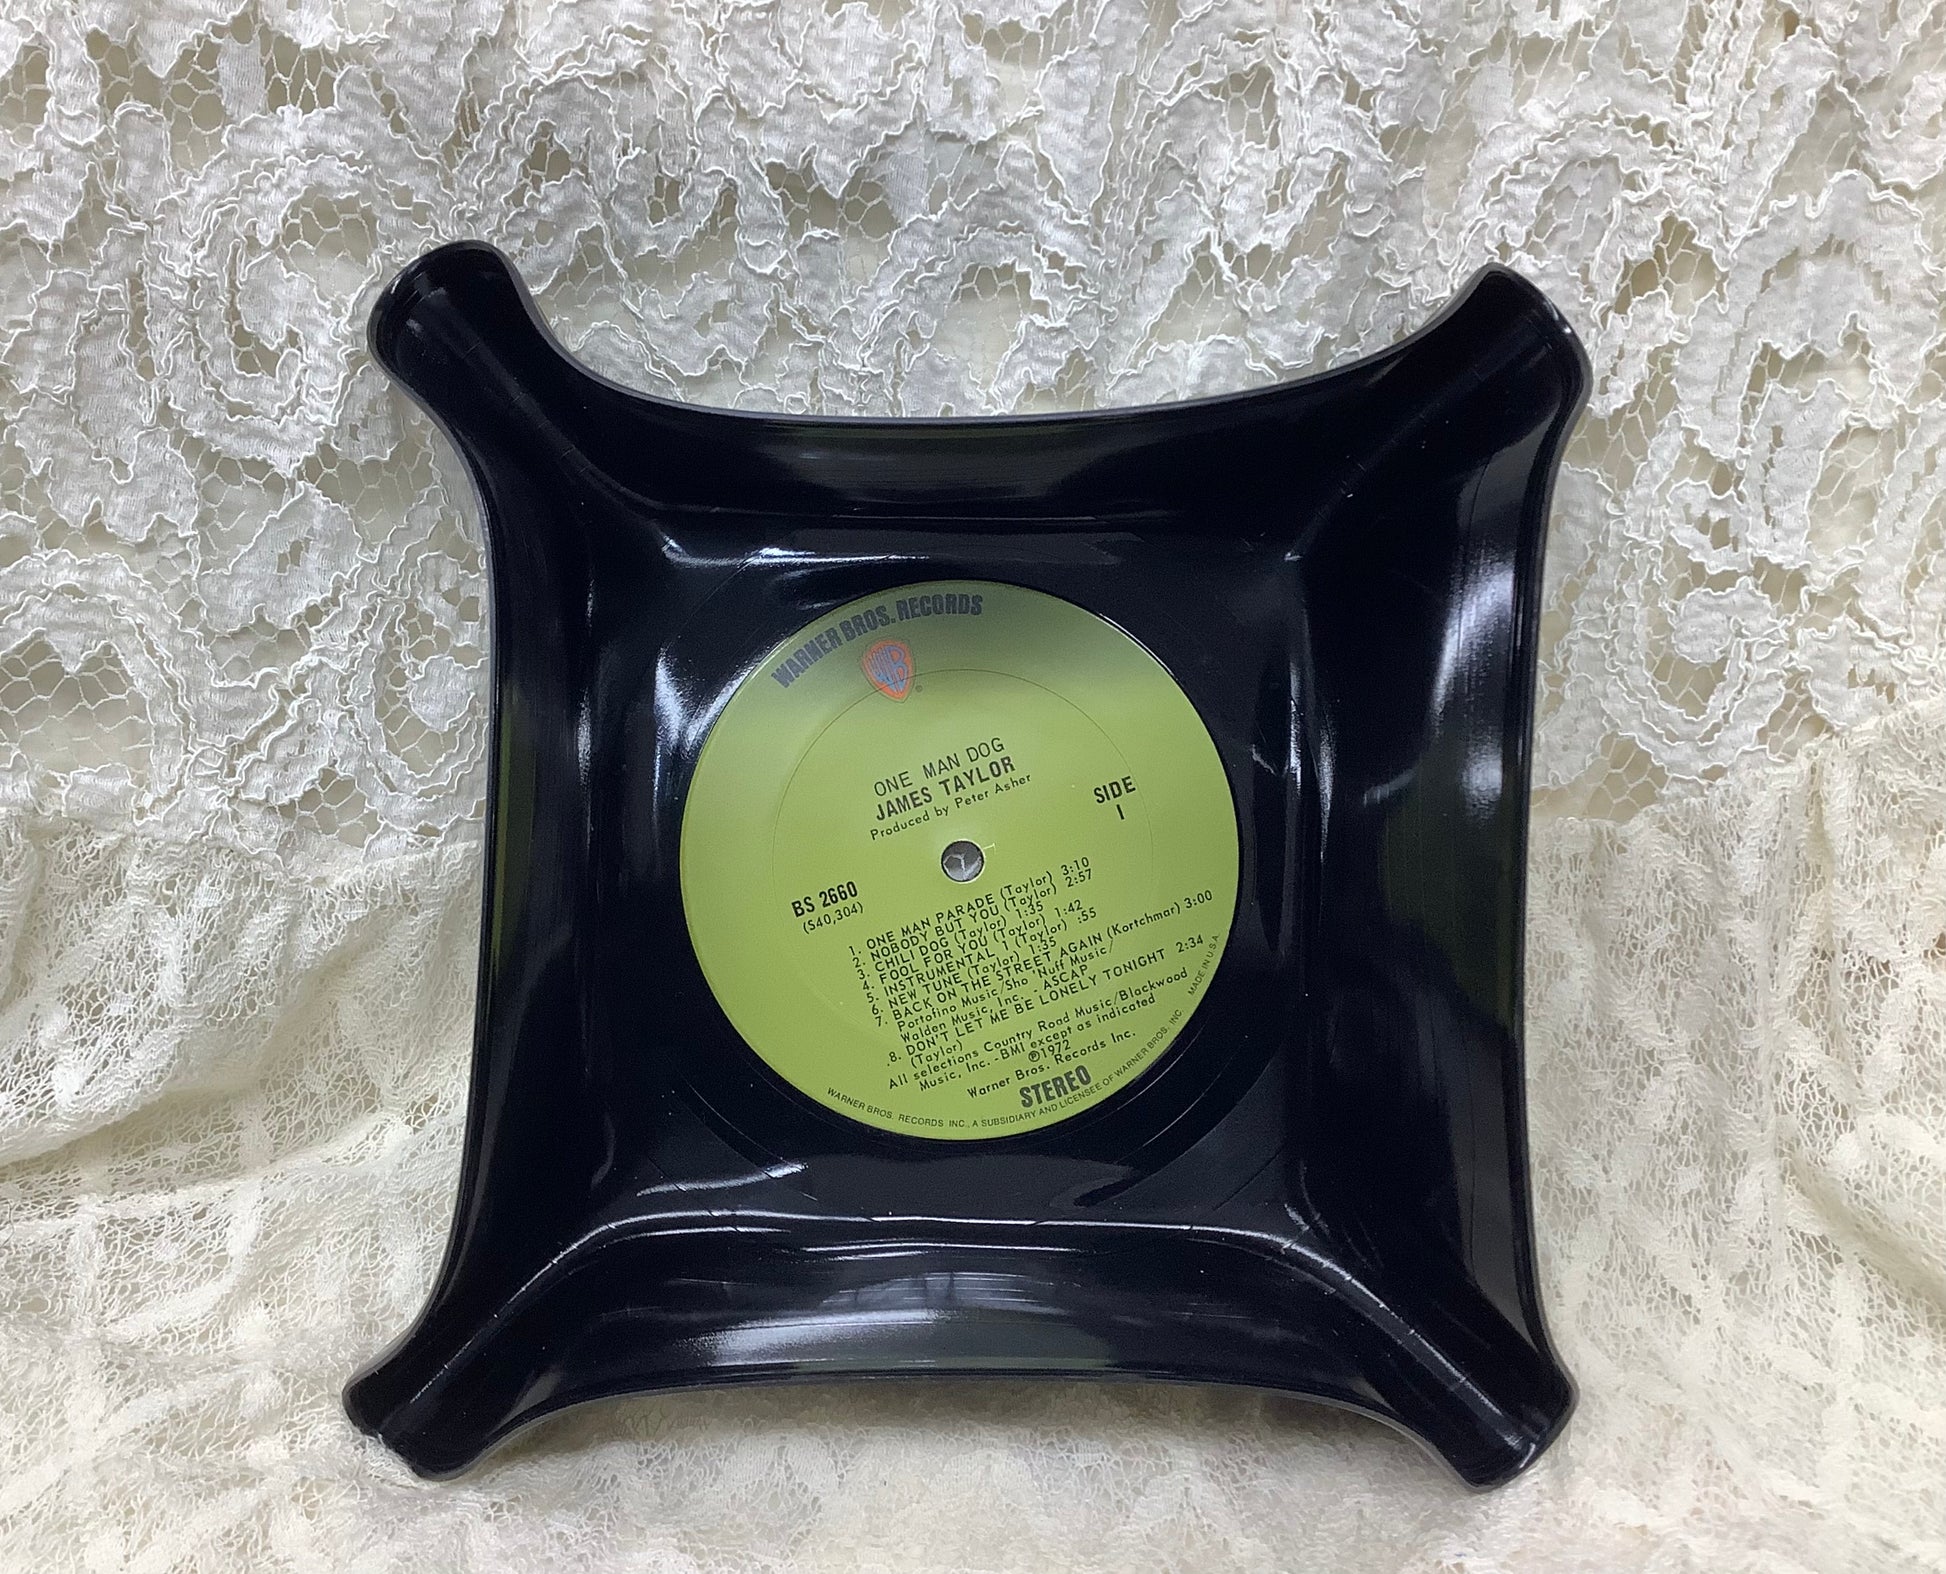 WARNER BROS. RECORDS
WB
®
ONE MAN DOG
JAMES TAYLOR
Produced by Peter Asher
SIDE
1
BS 2660
(S40,304)
1. ONE MAN PARADE (Taylor) 3:10
2. NOBODY BUT YOU (Taylor) 2:57
3. CHILI DOG (Taylor) 1:35
4. FOOL FOR YOU (Taylor) 1:42
5. INSTRUMENTAL 1 (Taylor) :55
6. NEW TUNE (Taylor) 1:35
7. BACK ON THE STREET AGAIN (Kortchmar) 3:00
Portofino Music/Sho 'Nuff Music/
Walden Music, Inc. - ASCAP
8. DON'T LET ME BE LONELY TONIGHT 2:34
(Taylor)
All selections Country Road Music/Blackwood
Music, Inc.-BMI except as indicated
℗1972
Warner Bros. Records Inc.
STEREO
WARNER BROS. RECORDS INC., A SUBSIDIARY AND LICENSEE OF WARNER BROS. INC. MADE IN U.S.A.